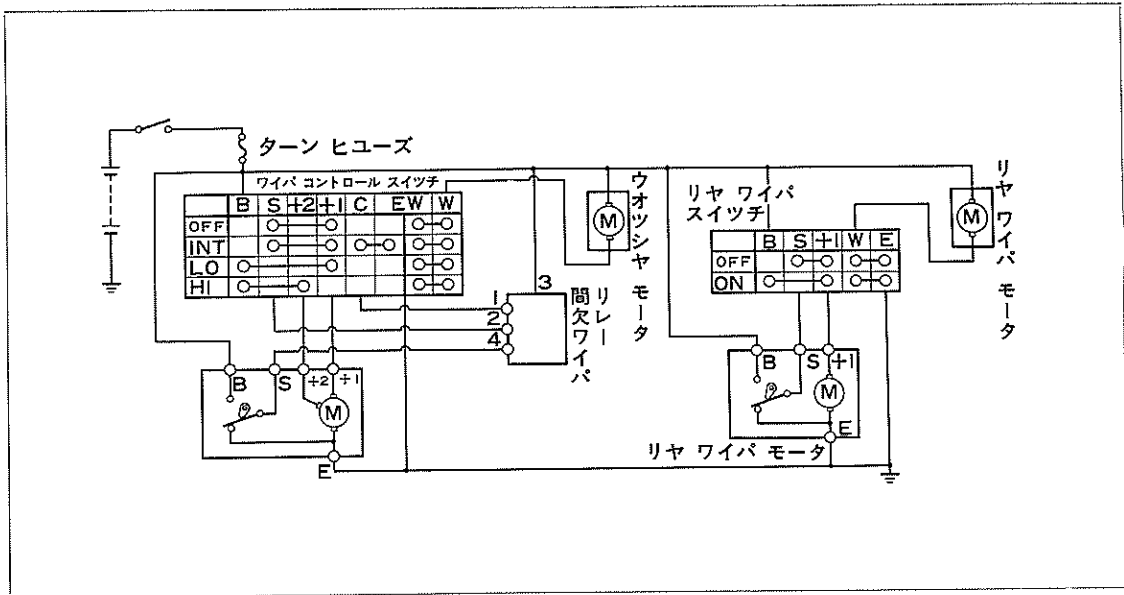 ターン ヒユーズ
ワイパ コントロール スイッチ
B S +2 +1 C E W W
OFF
INT
LO
HI
ウオツシヤ モータ
リヤ ワイパ
スイッチ
B S +1 W E
OFF
ON
リヤ ワイパ モータ
3
1
2
4
間欠ワイパ
リレー
B S +2 +1
M
E
M
B S +1
M
E
M
リヤ ワイパ モータ